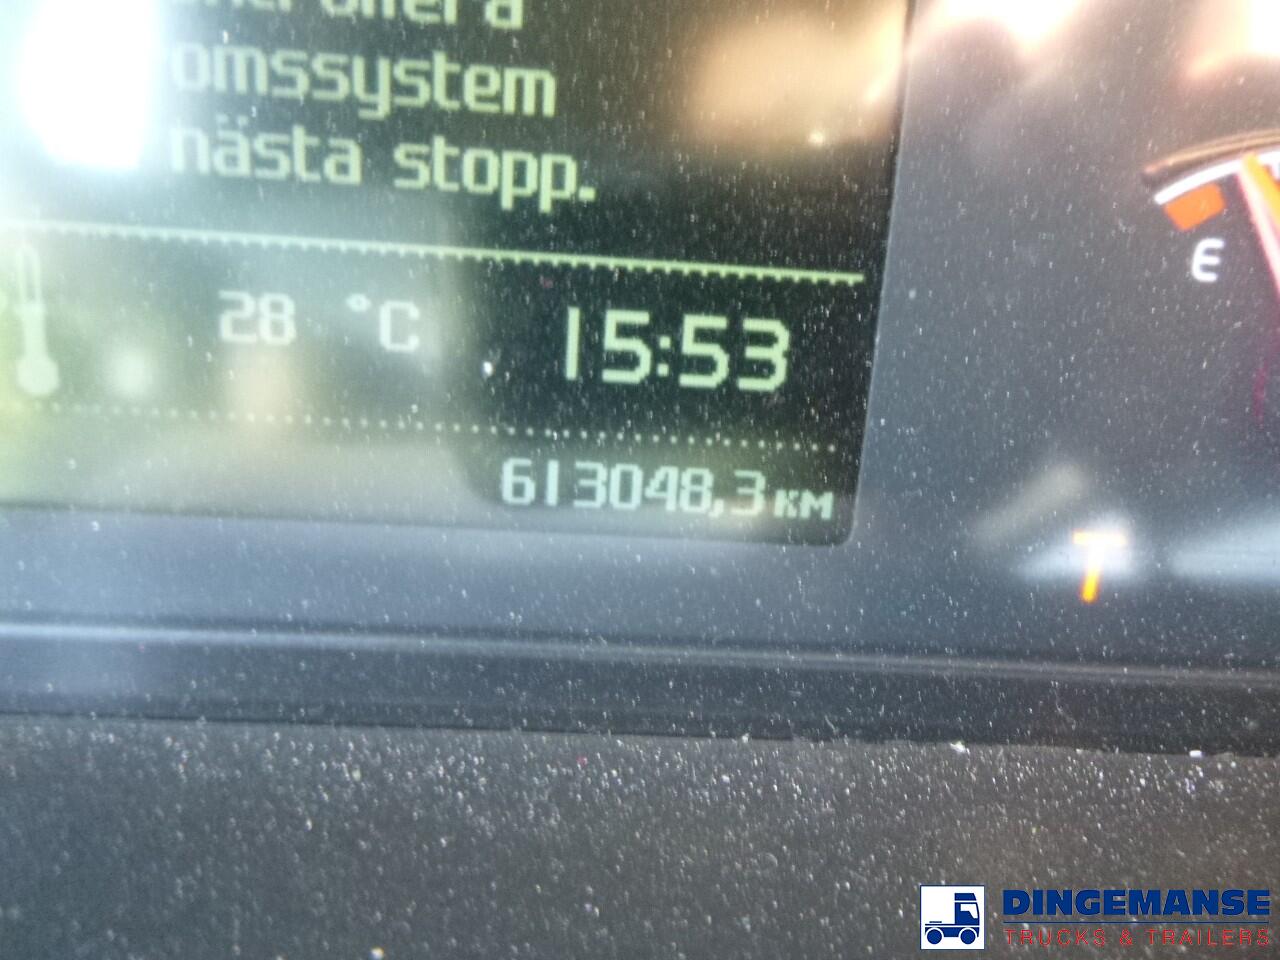 omssystem
nästa stopp.
28 °C 15:53
613048,3 KM
E
DINGEMANSE
TRUCKS & TRAILERS